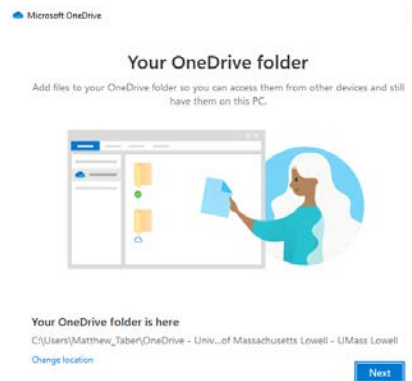 Microsoft OneDrive
Your OneDrive folder
Add files to your OneDrive folder so you can access them from other devices and still
have them on this PC.
Your OneDrive folder is here
C:\Users\Matthew_Taber\OneDrive - Univ...of Massachusetts Lowell - UMass Lowell
Change location
Next